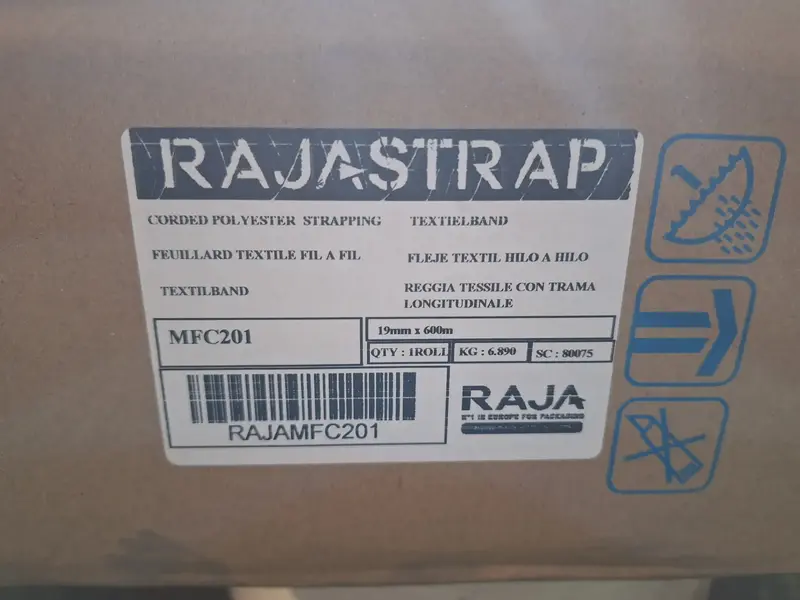 RAJASTRAP
CORDED POLYESTER STRAPPING
TEXTIELBAND
FEUILLARD TEXTILE FIL A FIL
FLEJE TEXTIL HILO A HILO
TEXTILBAND
REGGIA TESSILE CON TRAMA
LONGITUDINALE
MFC201
19mm x 600m
QTY : 1ROLL
KG : 6.890
SC : 80075
RAJAMFC201
RAJA
N°1 IN EUROPE FOR PACKAGING